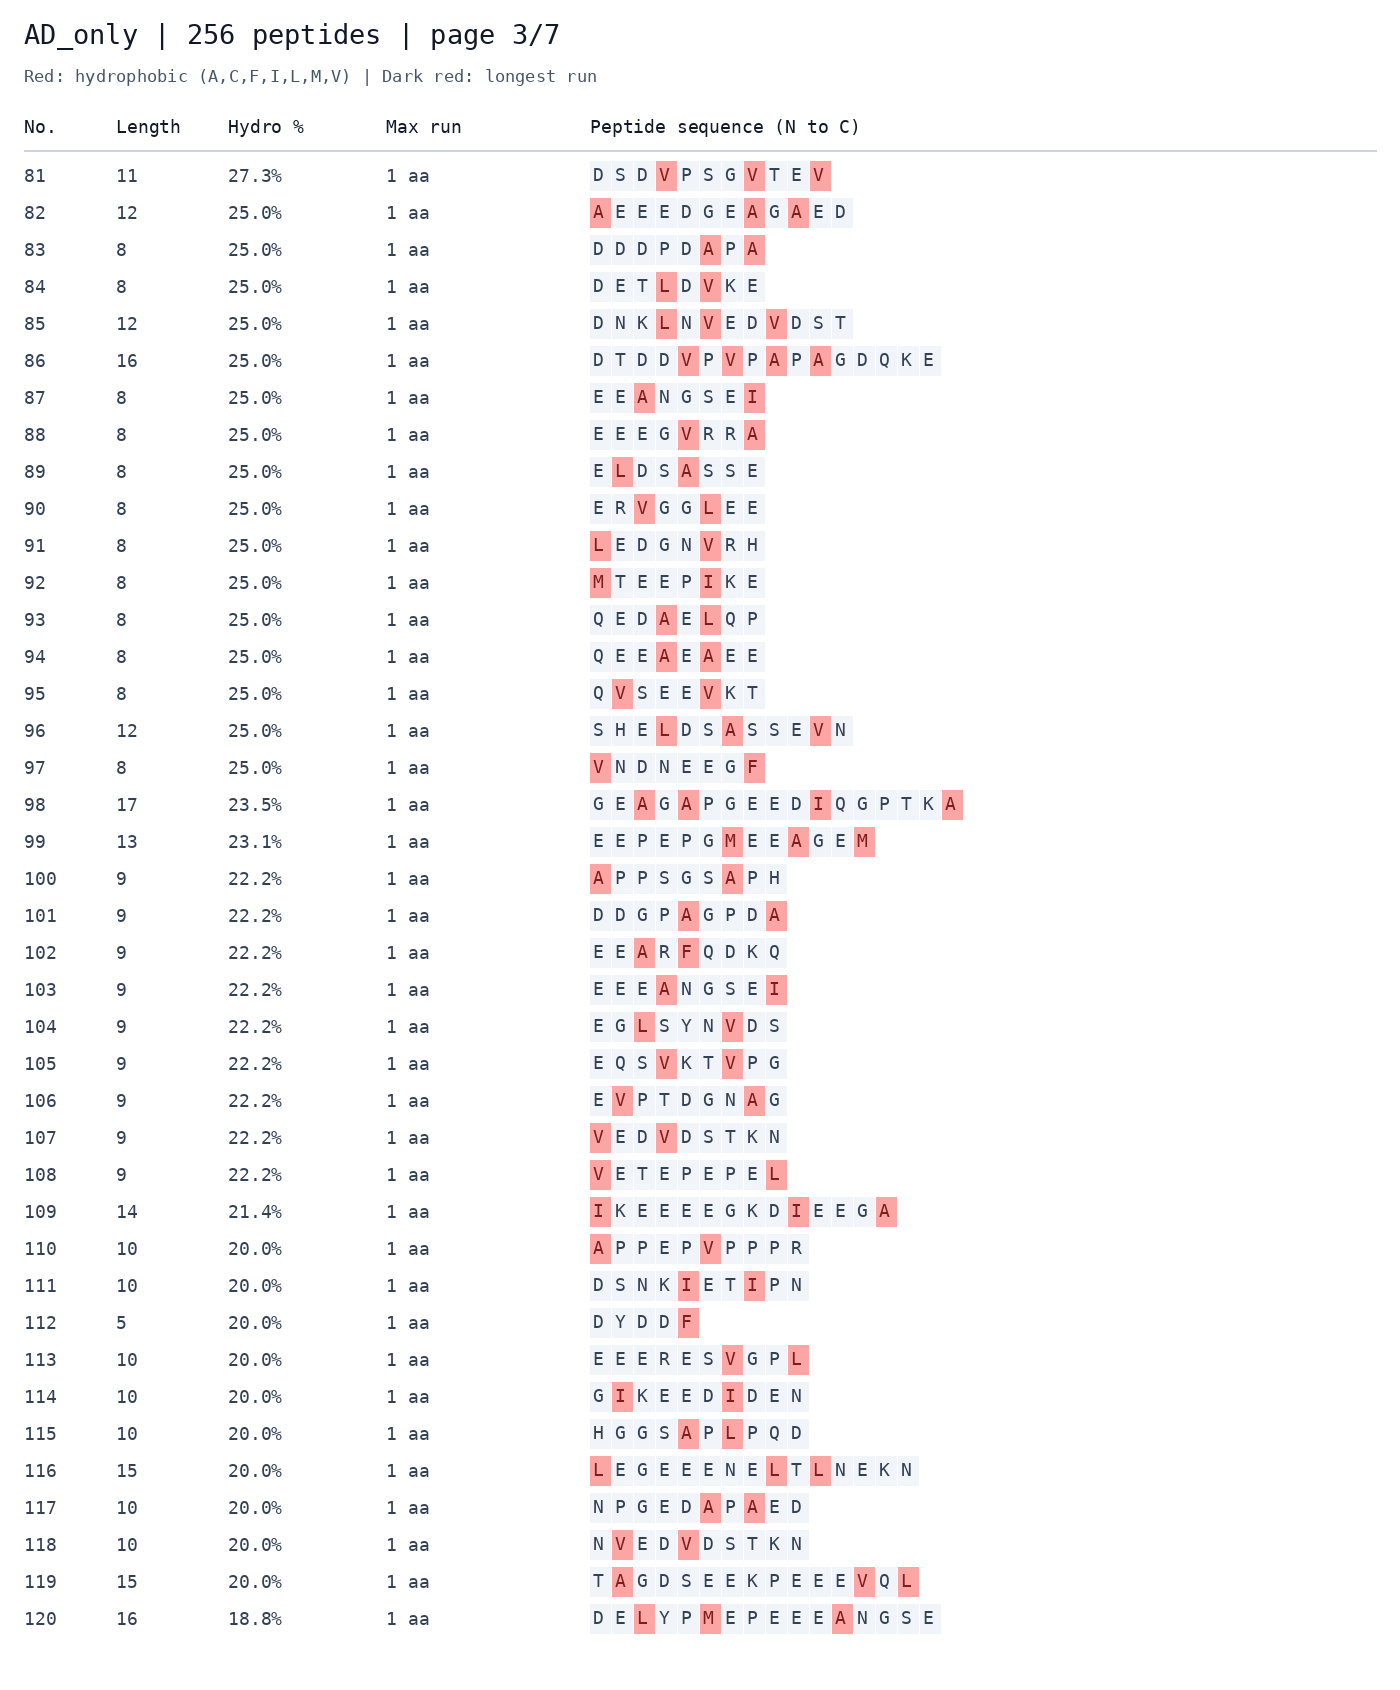 AD_only | 256 peptides | page 3/7
Red: hydrophobic (A,C,F,I,L,M,V) | Dark red: longest run
No. Length Hydro % Max run Peptide sequence (N to C)
81 11 27.3% 1 aa D S D V P S G V T E V
82 12 25.0% 1 aa A E E E D G E A G A E D
83 8 25.0% 1 aa D D D P D A P A
84 8 25.0% 1 aa D E T L D V K E
85 12 25.0% 1 aa D N K L N V E D V D S T
86 16 25.0% 1 aa D T D D V P V P A P A G D Q K E
87 8 25.0% 1 aa E E A N G S E I
88 8 25.0% 1 aa E E E G V R R A
89 8 25.0% 1 aa E L D S A S S E
90 8 25.0% 1 aa E R V G G L E E
91 8 25.0% 1 aa L E D G N V R H
92 8 25.0% 1 aa M T E E P I K E
93 8 25.0% 1 aa Q E D A E L Q P
94 8 25.0% 1 aa Q E E A E A E E
95 8 25.0% 1 aa Q V S E E V K T
96 12 25.0% 1 aa S H E L D S A S S E V N
97 8 25.0% 1 aa V N D N E E G F
98 17 23.5% 1 aa G E A G A P G E E D I Q G P T K A
99 13 23.1% 1 aa E E P E P G M E E A G E M
100 9 22.2% 1 aa A P P S G S A P H
101 9 22.2% 1 aa D D G P A G P D A
102 9 22.2% 1 aa E E A R F Q D K Q
103 9 22.2% 1 aa E E E A N G S E I
104 9 22.2% 1 aa E G L S Y N V D S
105 9 22.2% 1 aa E Q S V K T V P G
106 9 22.2% 1 aa E V P T D G N A G
107 9 22.2% 1 aa V E D V D S T K N
108 9 22.2% 1 aa V E T E P E P E L
109 14 21.4% 1 aa I K E E E E G K D I E E G A
110 10 20.0% 1 aa A P P E P V P P P R
111 10 20.0% 1 aa D S N K I E T I P N
112 5 20.0% 1 aa D Y D D F
113 10 20.0% 1 aa E E E R E S V G P L
114 10 20.0% 1 aa G I K E E D I D E N
115 10 20.0% 1 aa H G G S A P L P Q D
116 15 20.0% 1 aa L E G E E E N E L T L N E K N
117 10 20.0% 1 aa N P G E D A P A E D
118 10 20.0% 1 aa N V E D V D S T K N
119 15 20.0% 1 aa T A G D S E E K P E E E V Q L
120 16 18.8% 1 aa D E L Y P M E P E E E A N G S E